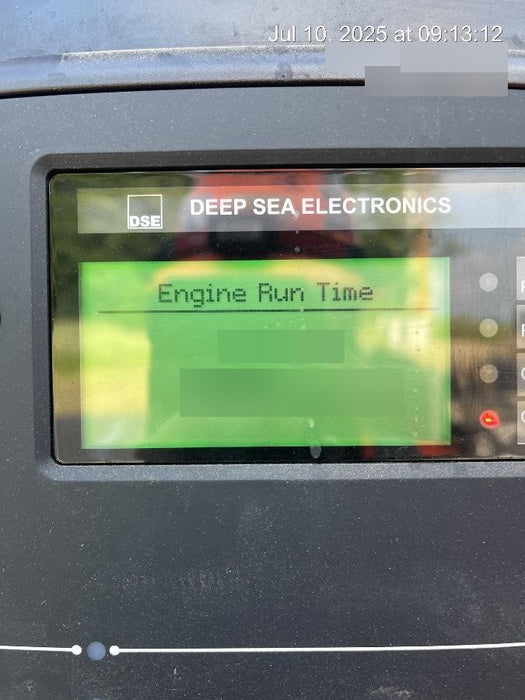 Jul 10, 2025 at 09:13:12
DSE
DEEP SEA ELECTRONICS
Engine Run Time